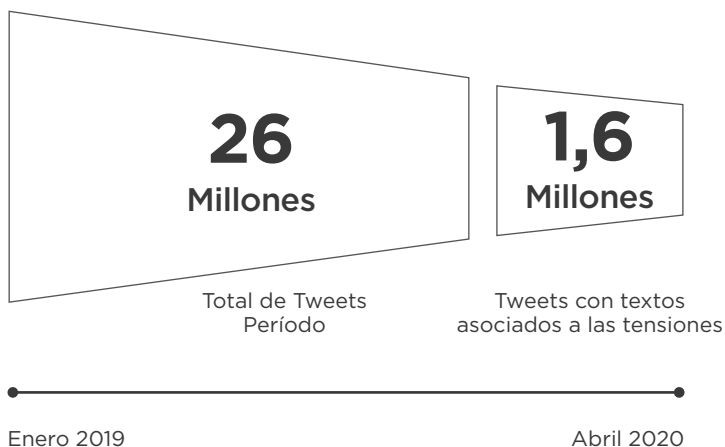 26
Millones
1,6
Millones
Total de Tweets
Período
Tweets con textos
asociados a las tensiones
Enero 2019
Abril 2020